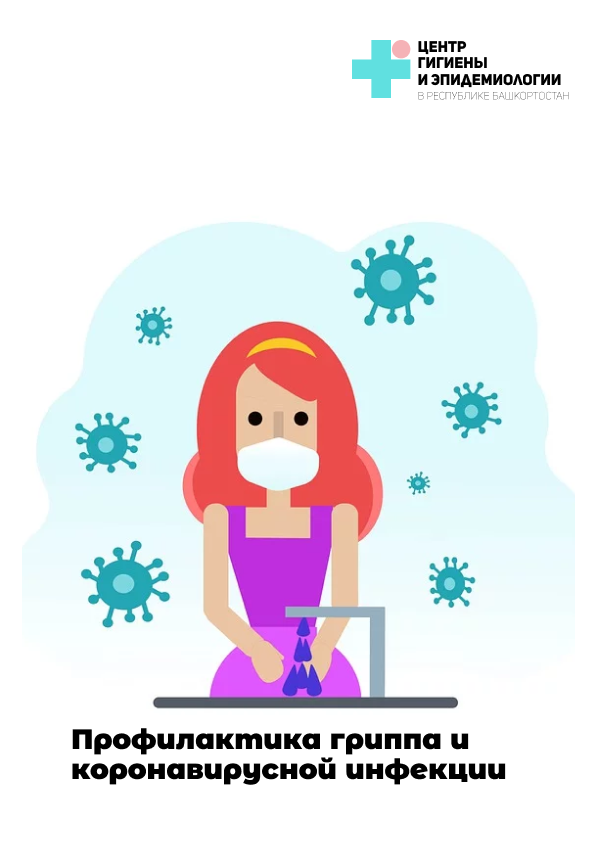 ЦЕНТР
ГИГИЕНЫ
И ЭПИДЕМИОЛОГИИ
В РЕСПУБЛИКЕ БАШКОРТОСТАН
Профилактика гриппа и
коронавирусной инфекции